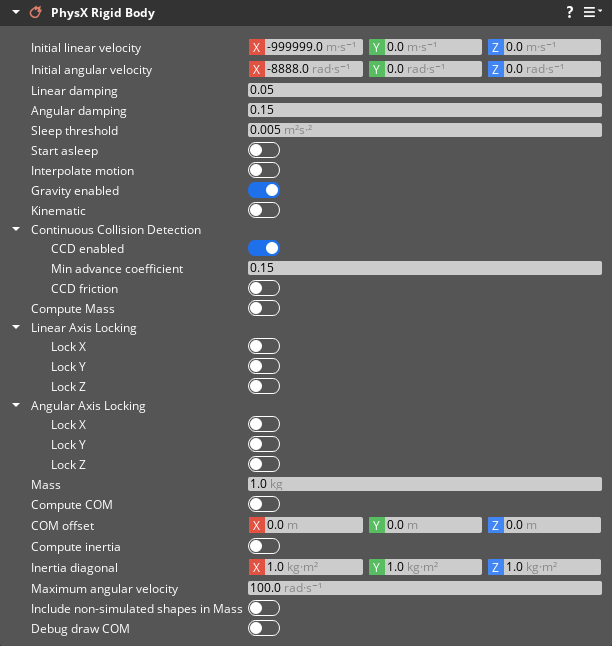 PhysX Rigid Body ?
Initial linear velocity X -999999.0 m·s⁻¹ Y 0.0 m·s⁻¹ Z 0.0 m·s⁻¹
Initial angular velocity X -8888.0 rad·s⁻¹ Y 0.0 rad·s⁻¹ Z 0.0 rad·s⁻¹
Linear damping 0.05
Angular damping 0.15
Sleep threshold 0.005 m²s·²
Start asleep
Interpolate motion
Gravity enabled
Kinematic
Continuous Collision Detection
CCD enabled
Min advance coefficient 0.15
CCD friction
Compute Mass
Linear Axis Locking
Lock X
Lock Y
Lock Z
Angular Axis Locking
Lock X
Lock Y
Lock Z
Mass 1.0 kg
Compute COM
COM offset X 0.0 m Y 0.0 m Z 0.0 m
Compute inertia
Inertia diagonal X 1.0 kg·m² Y 1.0 kg·m² Z 1.0 kg·m²
Maximum angular velocity 100.0 rad·s⁻¹
Include non-simulated shapes in Mass
Debug draw COM